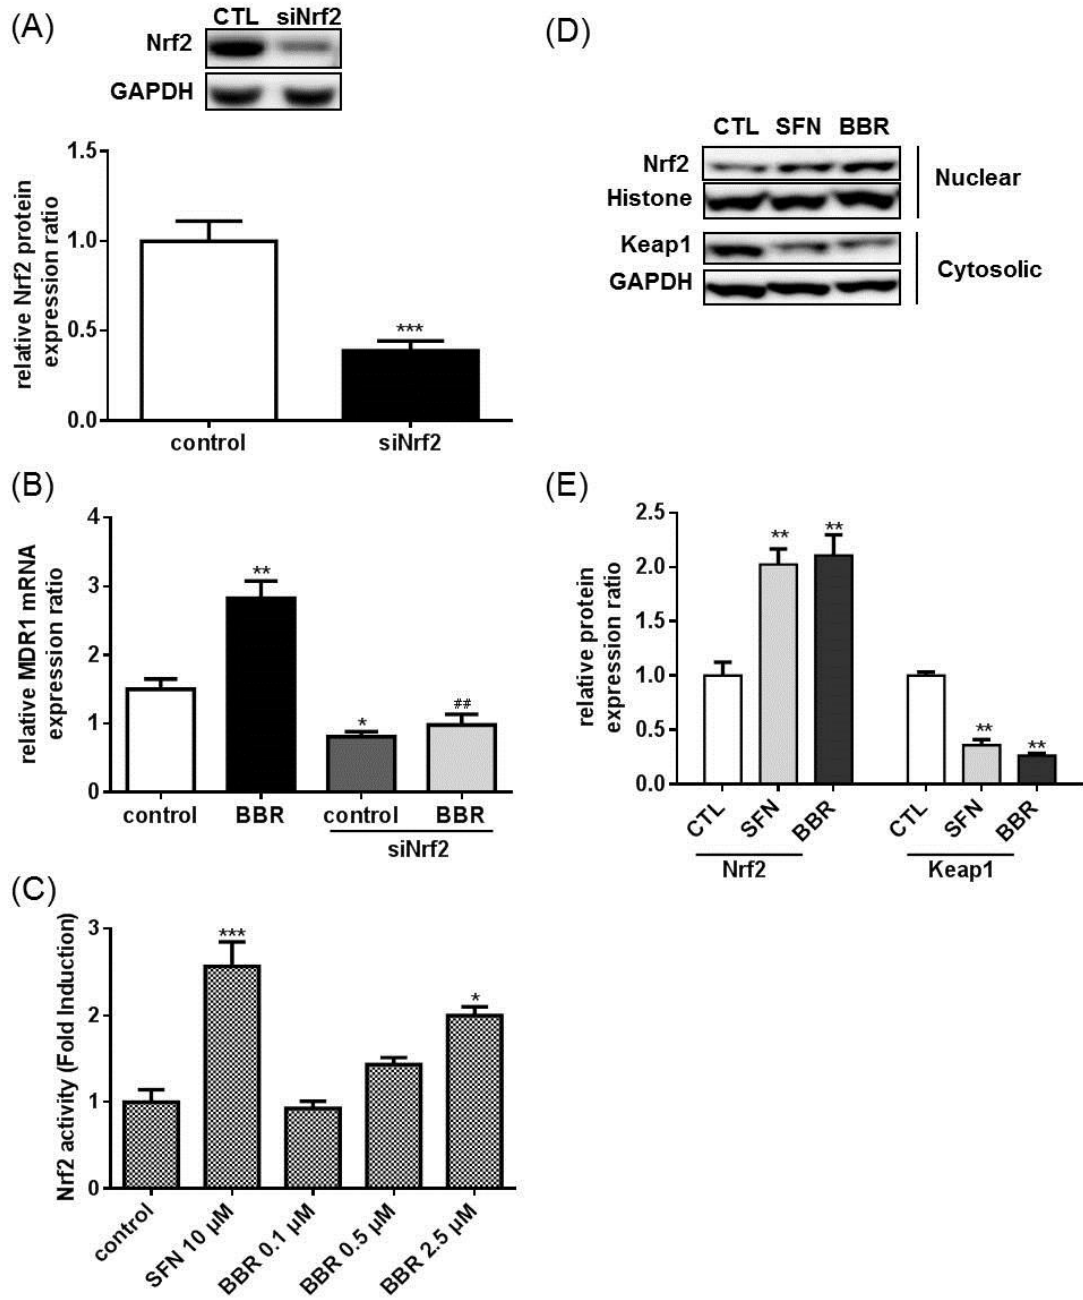 (A)
CTL siNrf2
Nrf2
GAPDH
relative Nrf2 protein
expression ratio
1.5
1.0
0.5
0.0
***
control siNrf2
(B)
relative MDR1 mRNA
expression ratio
4
3
2
1
0
**
*
##
control BBR control BBR
siNrf2
(C)
Nrf2 activity (Fold Induction)
3
2
1
0
***
*
control
SFN 10 µM
BBR 0.1 µM
BBR 0.5 µM
BBR 2.5 µM
(D)
CTL SFN BBR
Nrf2
Histone
Nuclear
Keap1
GAPDH
Cytosolic
(E)
relative protein
expression ratio
2.5
2.0
1.5
1.0
0.5
0.0
**
**
**
**
CTL
SFN
BBR
CTL
SFN
BBR
Nrf2 Keap1